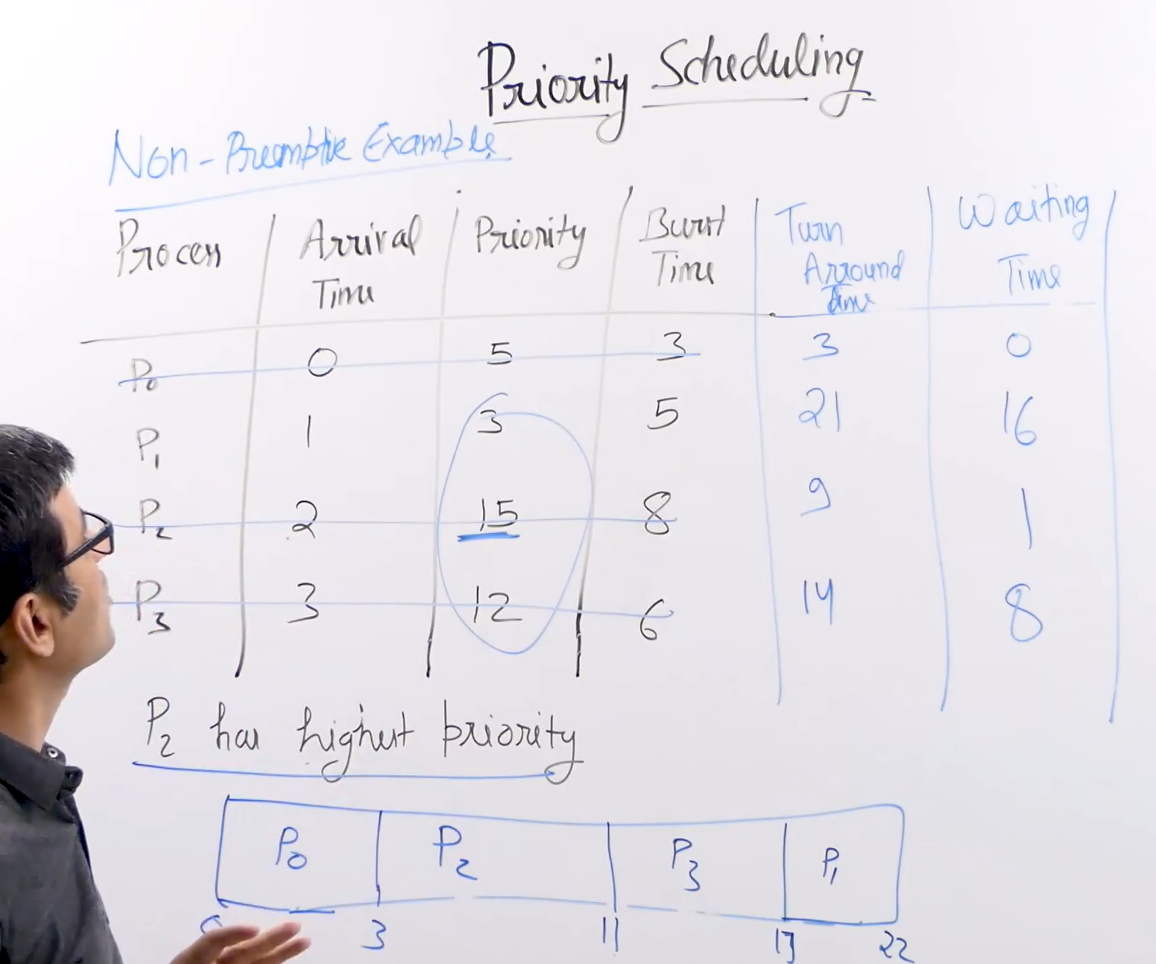 Priority Scheduling
Non-Preemptive Example
Process Arrival Time Priority Burst Time Turn Arround Time Waiting Time
P0 0 5 3 3 0
P1 1 3 5 21 16
P2 2 15 8 9 1
P3 3 12 6 14 8
P2 has highest priority
P0 P2 P3 P1
0 3 11 17 22